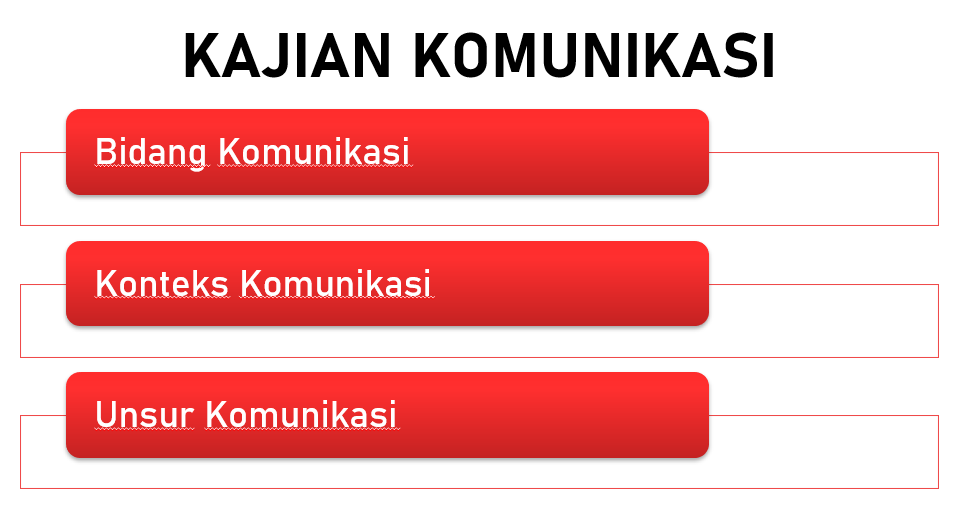 KAJIAN KOMUNIKASI
Bidang Komunikasi
Konteks Komunikasi
Unsur Komunikasi